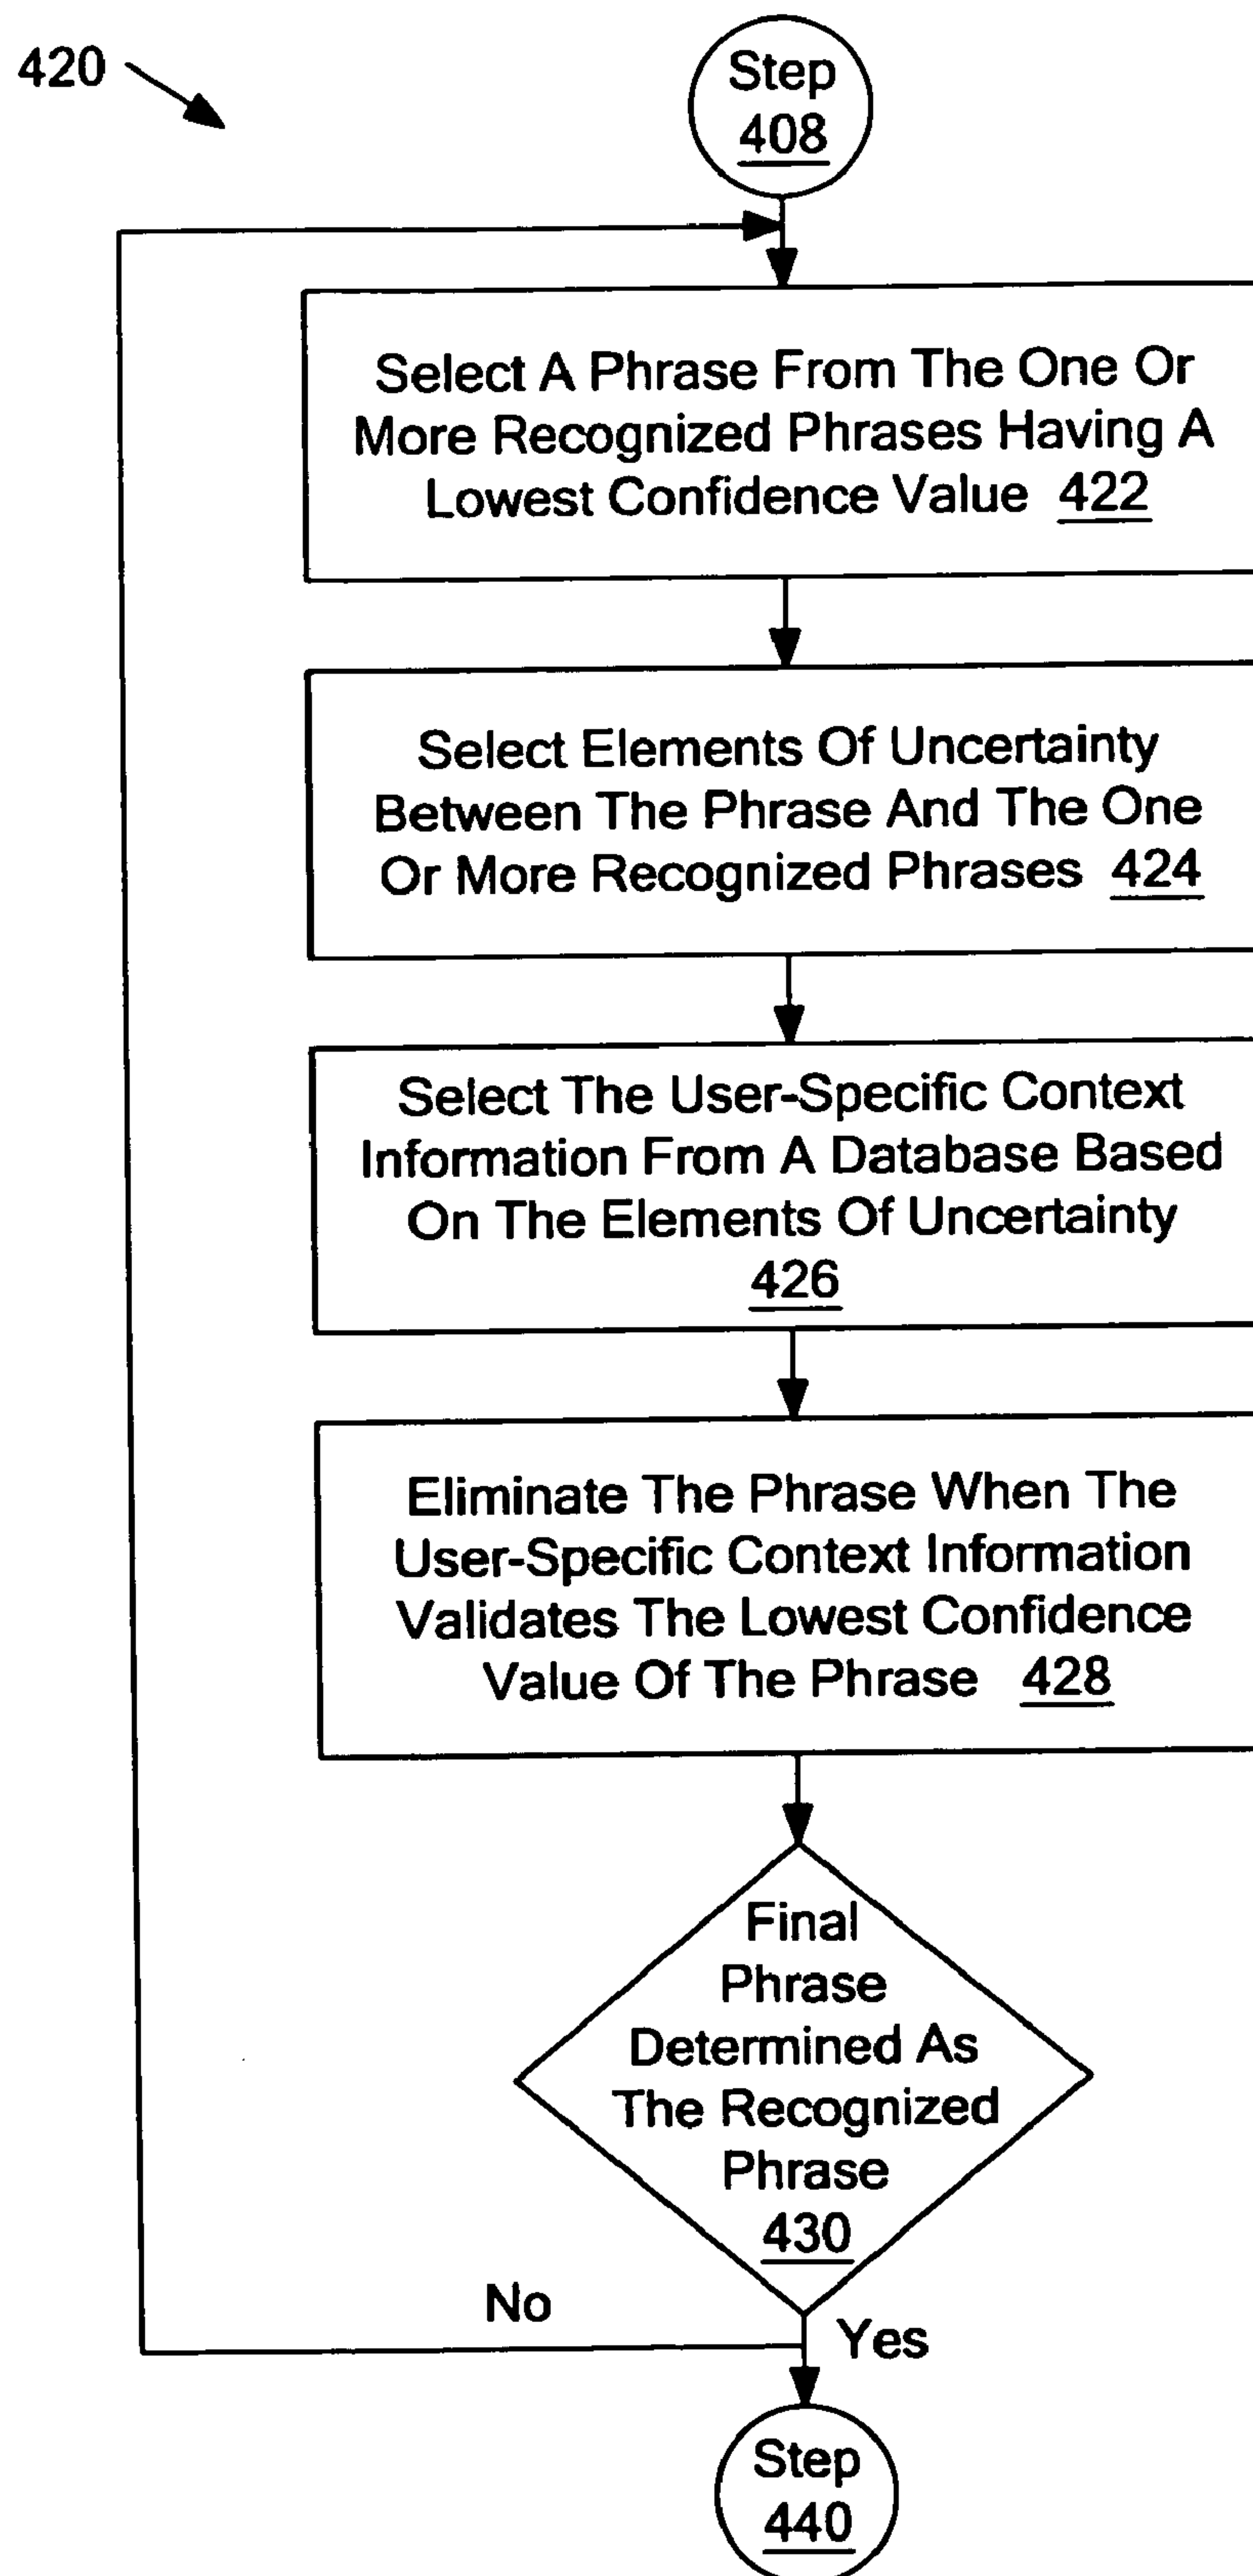 420
Step
408
Select A Phrase From The One Or
More Recognized Phrases Having A
Lowest Confidence Value 422
Select Elements Of Uncertainty
Between The Phrase And The One
Or More Recognized Phrases 424
Select The User-Specific Context
Information From A Database Based
On The Elements Of Uncertainty
426
Eliminate The Phrase When The
User-Specific Context Information
Validates The Lowest Confidence
Value Of The Phrase 428
Final
Phrase
Determined As
The Recognized
Phrase
430
No
Yes
Step
440